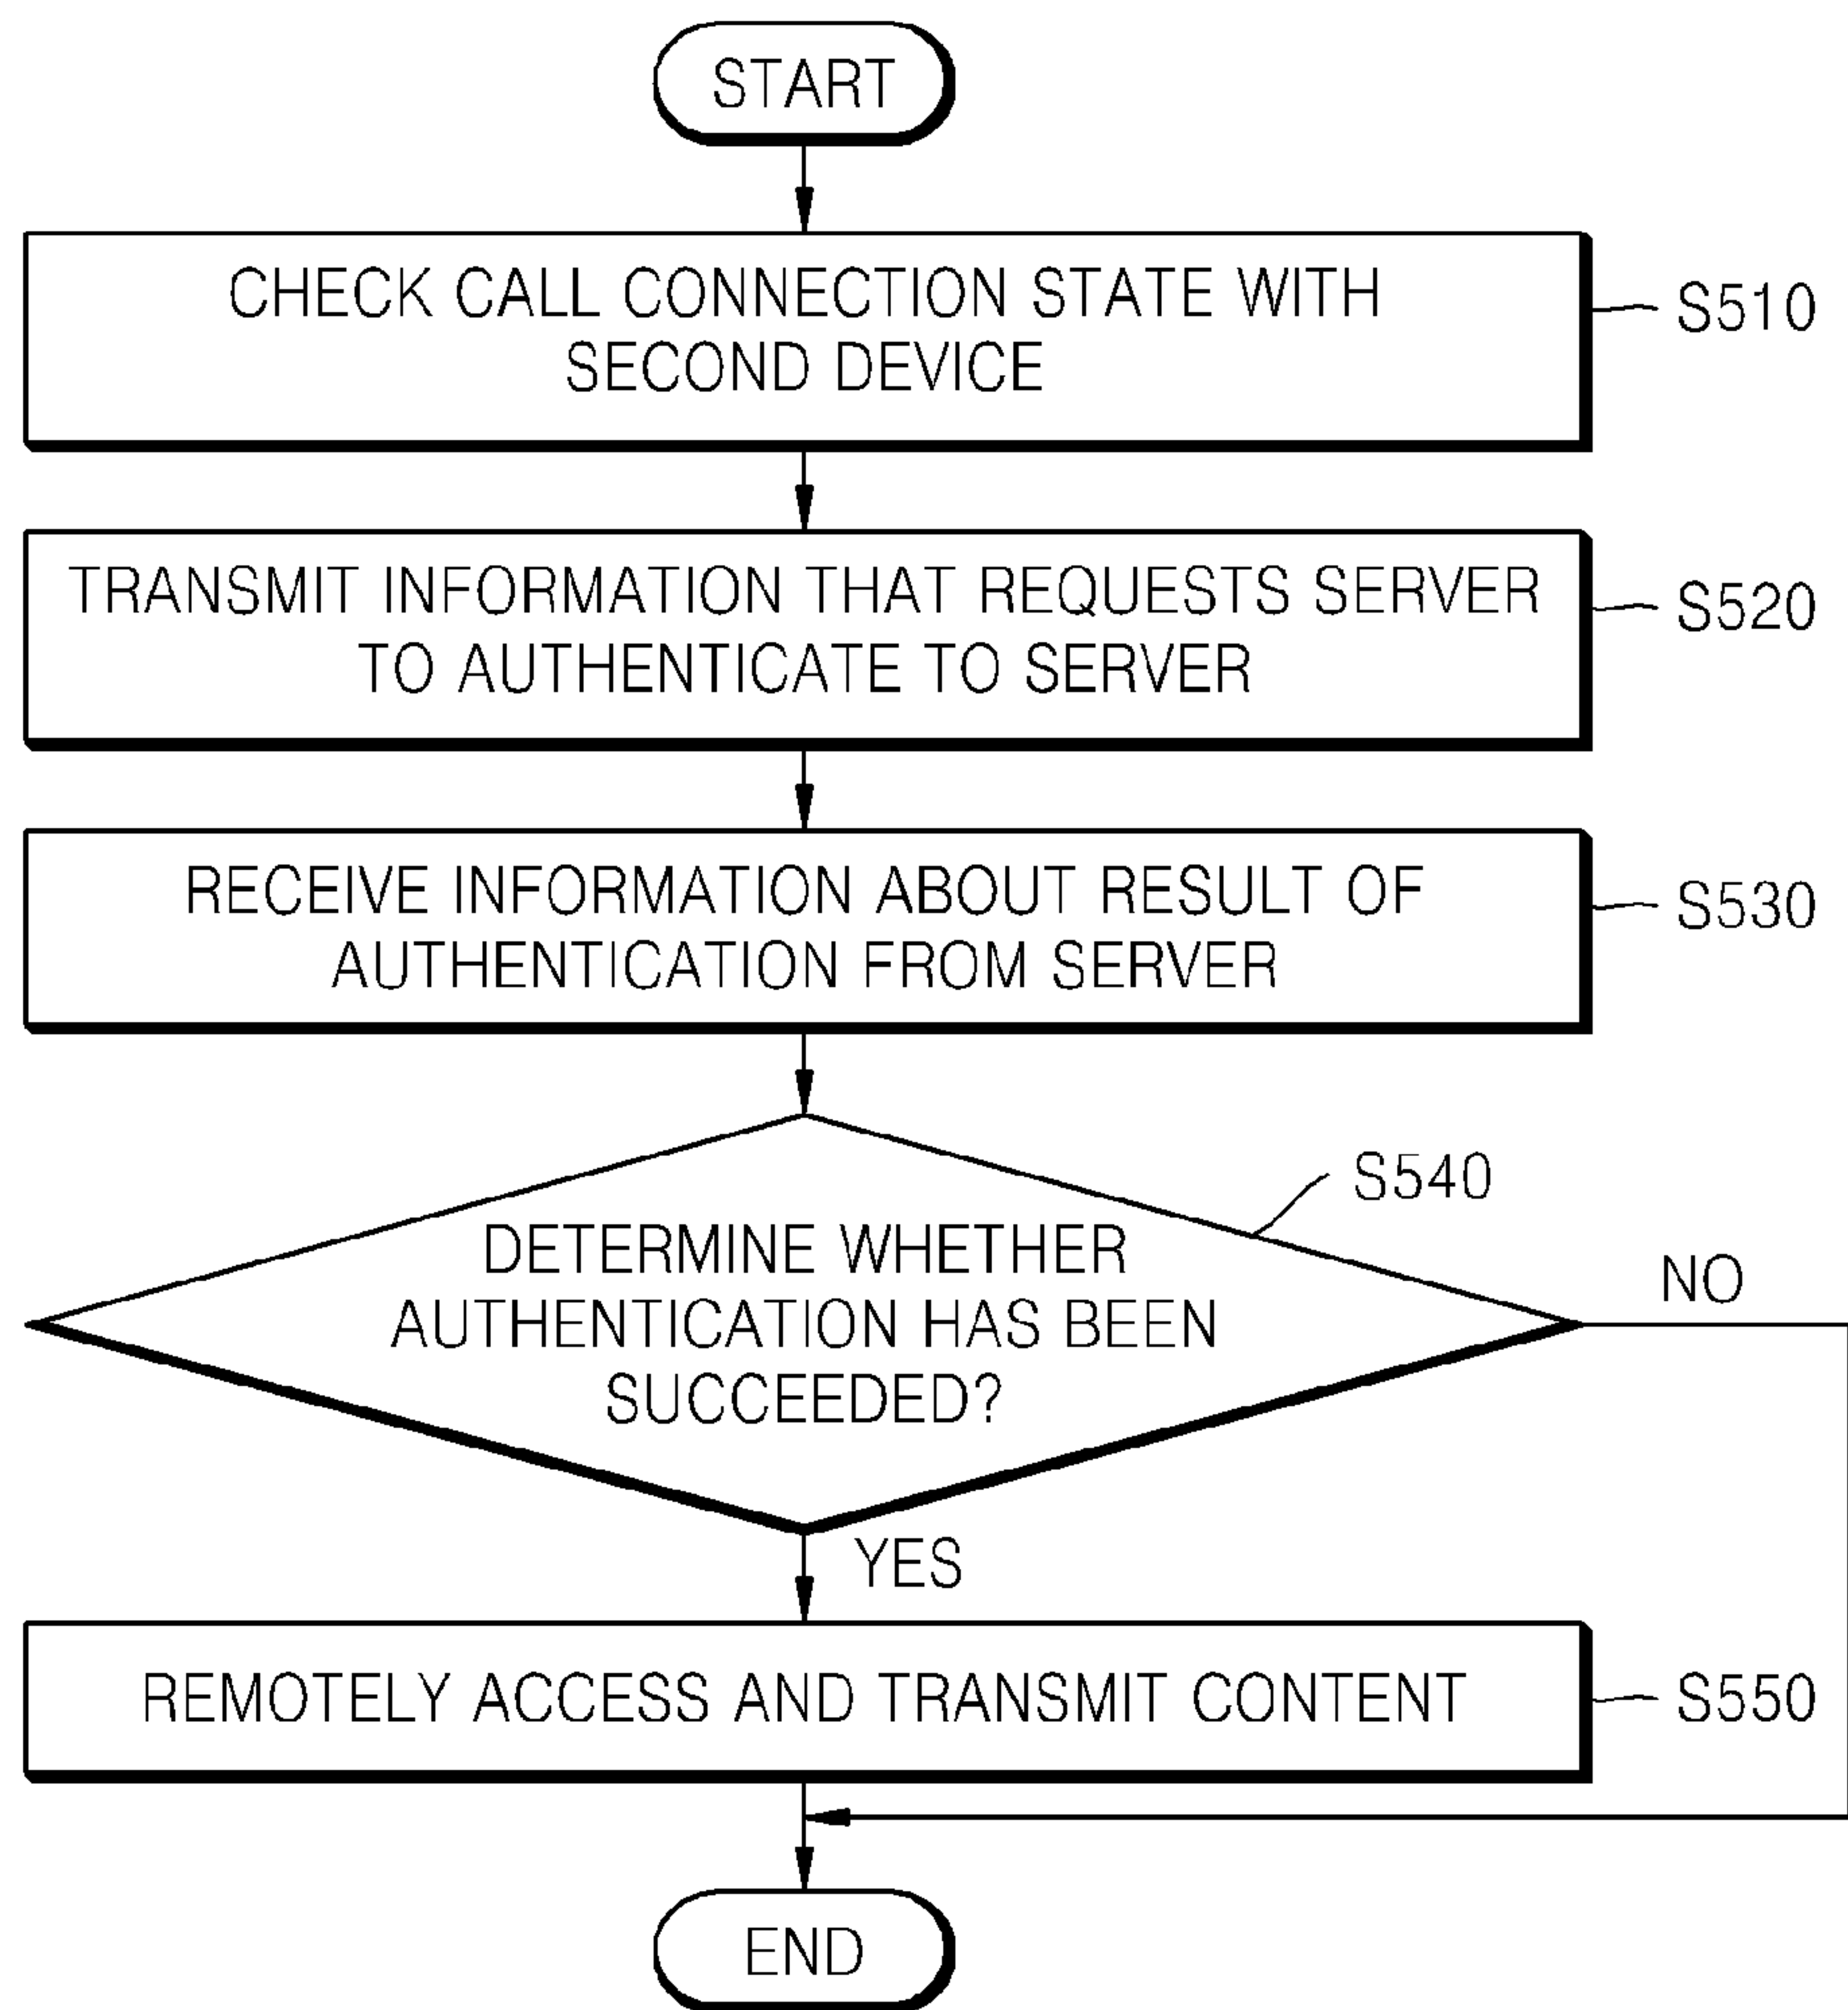 START
CHECK CALL CONNECTION STATE WITH
SECOND DEVICE
S510
TRANSMIT INFORMATION THAT REQUESTS SERVER
TO AUTHENTICATE TO SERVER
S520
RECEIVE INFORMATION ABOUT RESULT OF
AUTHENTICATION FROM SERVER
S530
S540
DETERMINE WHETHER
AUTHENTICATION HAS BEEN
SUCCEEDED?
NO
YES
REMOTELY ACCESS AND TRANSMIT CONTENT
S550
END